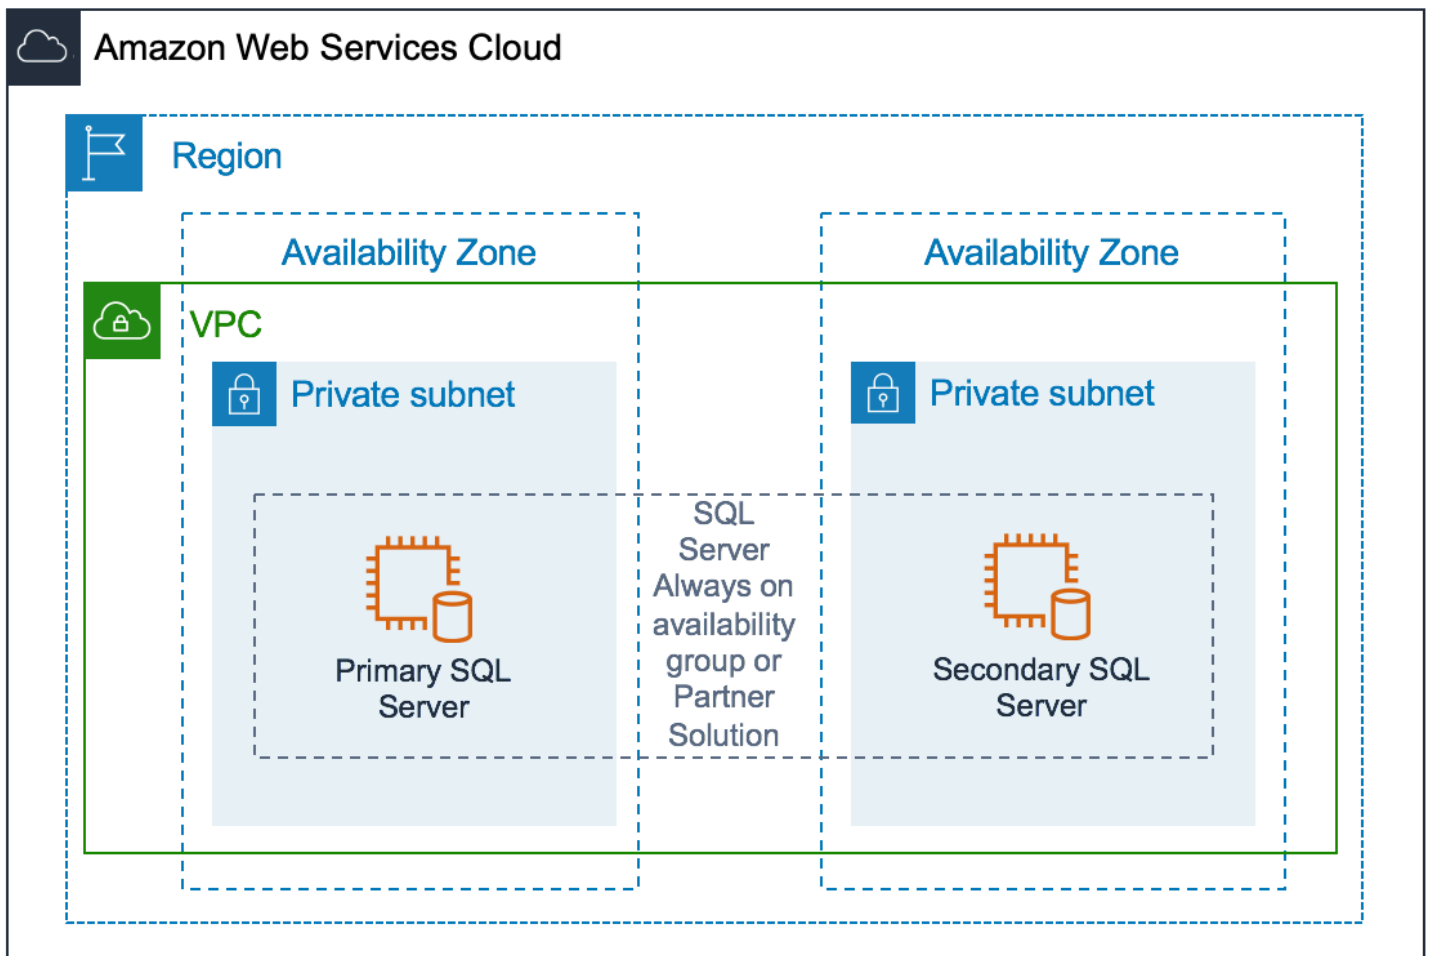 Amazon Web Services Cloud
Region
Availability Zone
Availability Zone
VPC
Private subnet
Private subnet
SQL
Server
Always on
availability
group or
Partner
Solution
Primary SQL
Server
Secondary SQL
Server